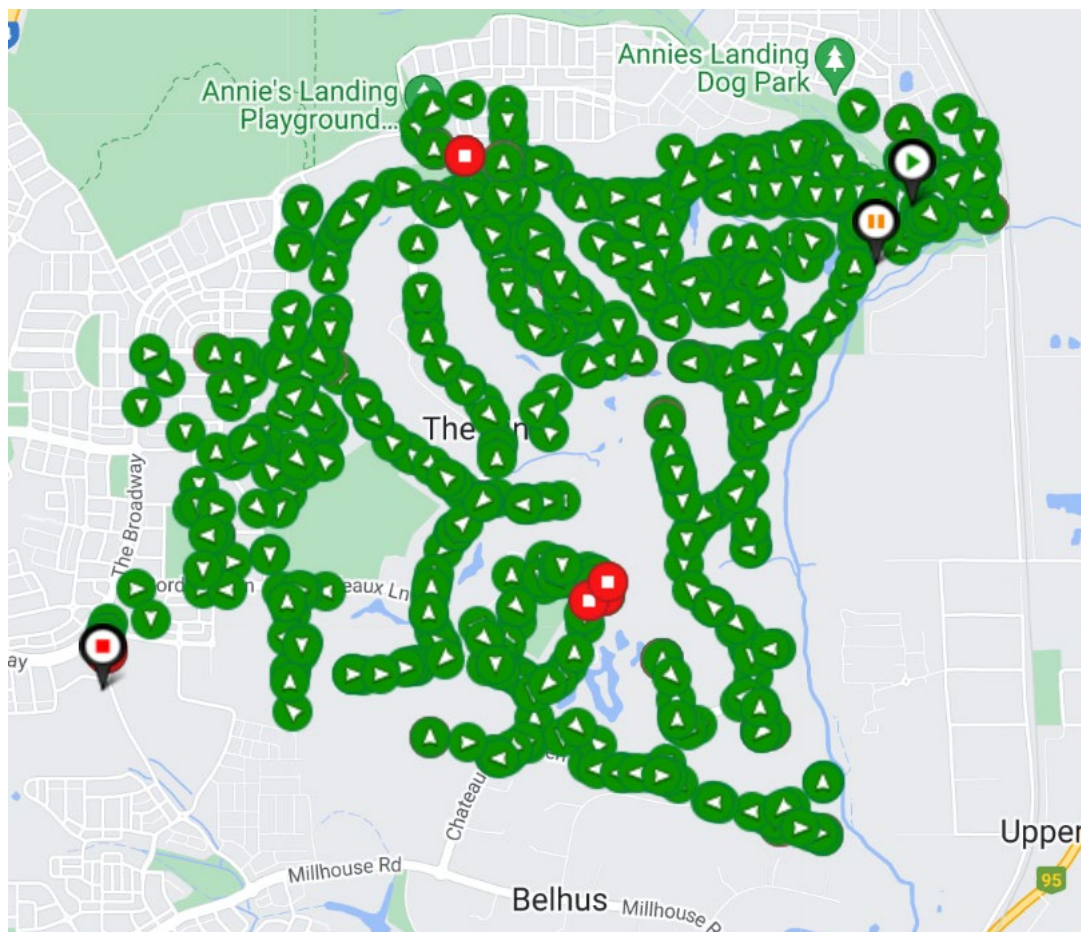 Annies Landing
Dog Park
Annie's Landing
Playground...
The
The Broadway
eaux Ln
ay
Chateau
Millhouse Rd
Upper
95
Belhus
Millhouse R